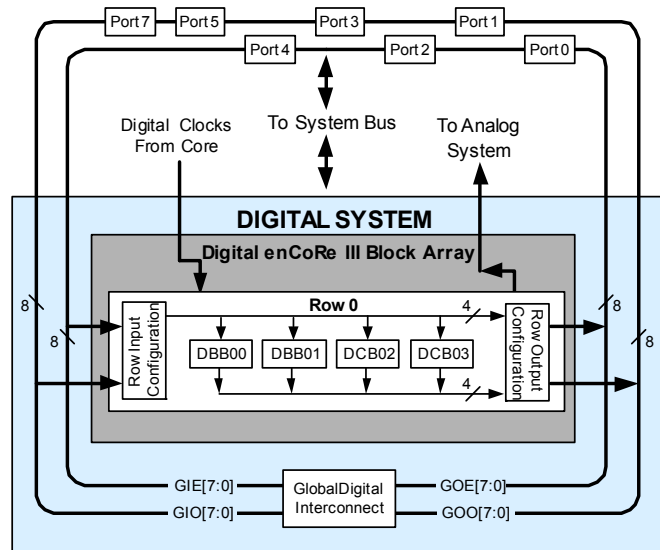 Port 7 Port 5 Port 3 Port 1
Port 4 Port 2 Port 0
Digital Clocks
From Core
To System Bus
To Analog
System
DIGITAL SYSTEM
Digital enCoRe III Block Array
Row 0
4
8
8
8
8
Row Input
Configuration
DBB00 DBB01 DCB02 DCB03
Row Output
Configuration
4
GIE[7:0]
GIO[7:0]
GlobalDigital
Interconnect
GOE[7:0]
GOO[7:0]